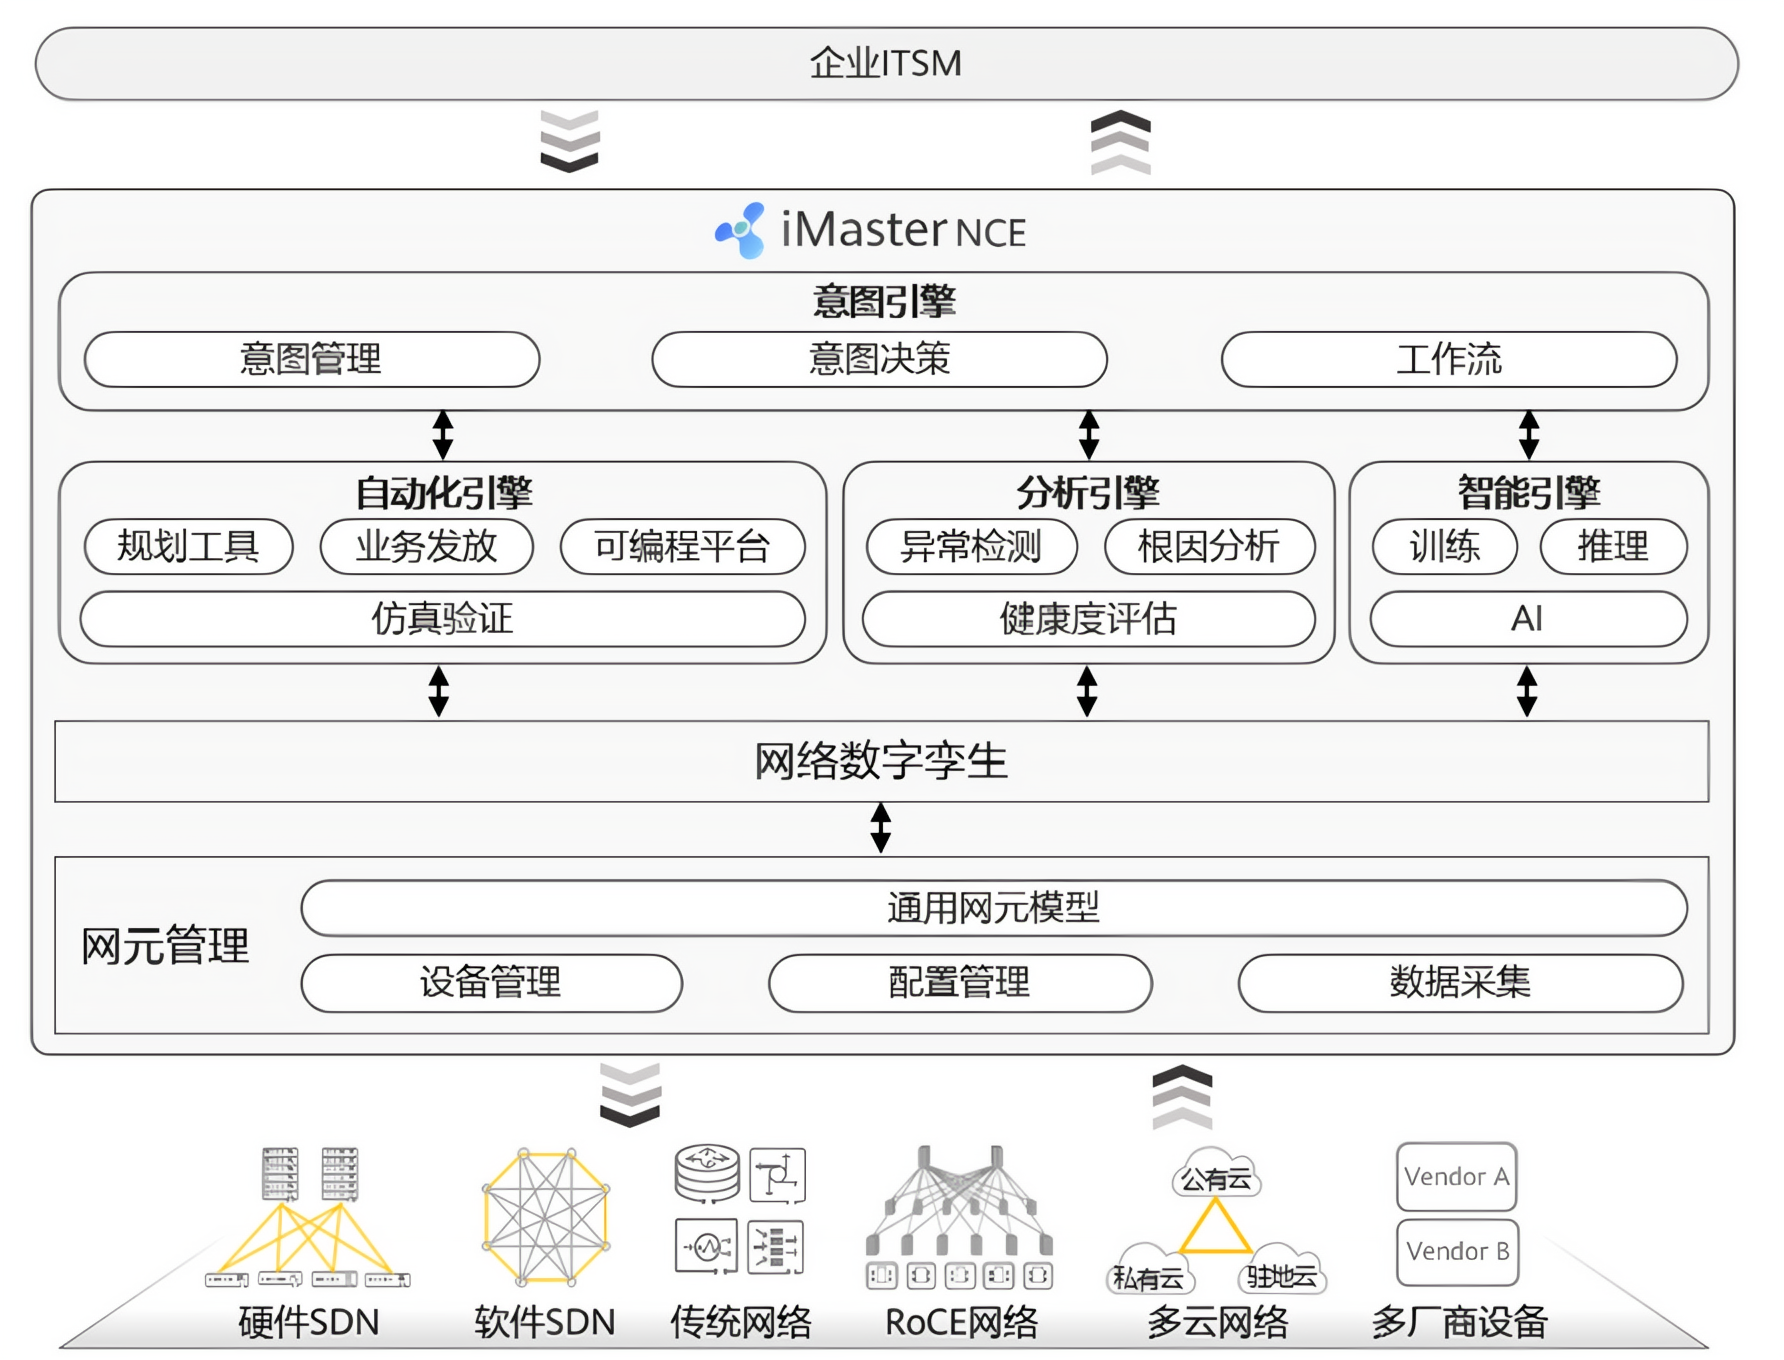 企业ITSM
iMaster NCE
意图引擎
意图管理
意图决策
工作流
自动化引擎
规划工具
业务发放
可编程平台
仿真验证
分析引擎
异常检测
根因分析
健康度评估
智能引擎
训练
推理
AI
网络数字孪生
网元管理
通用网元模型
设备管理
配置管理
数据采集
硬件SDN
软件SDN
传统网络
RoCE网络
公有云
私有云
驻地云
多云网络
Vendor A
Vendor B
多厂商设备